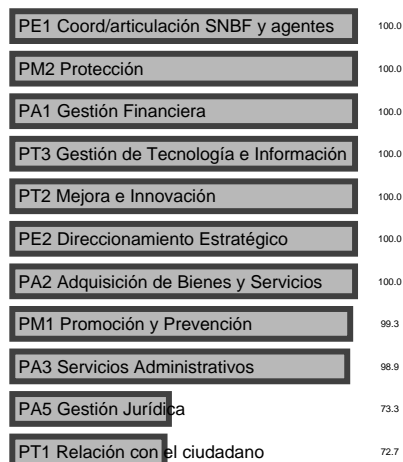 PE1 Coord/articulación SNBF y agentes 100.0
PM2 Protección 100.0
PA1 Gestión Financiera 100.0
PT3 Gestión de Tecnología e Información 100.0
PT2 Mejora e Innovación 100.0
PE2 Direccionamiento Estratégico 100.0
PA2 Adquisición de Bienes y Servicios 100.0
PM1 Promoción y Prevención 99.3
PA3 Servicios Administrativos 98.9
PA5 Gestión Jurídica 73.3
PT1 Relación con el ciudadano 72.7